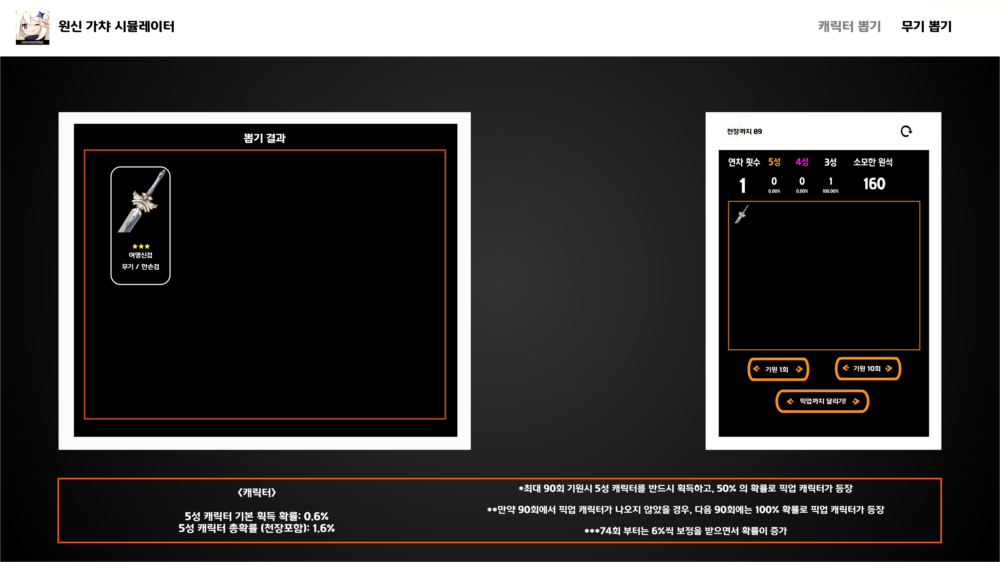 HOYOVERSE
원신 가챠 시뮬레이터
캐릭터 뽑기
무기 뽑기
뽑기 결과
여명신검
무기 / 한손검
천장까지 89
연차 횟수 5성 4성 3성 소모한 원석
1 0 0 1 160
0.00% 0.00% 100.00%
기원 1회
기원 10회
픽업까지 달리기!
<캐릭터>
5성 캐릭터 기본 획득 확률: 0.6%
5성 캐릭터 총확률 (천장포함): 1.6%
*최대 90회 기원시 5성 캐릭터를 반드시 획득하고, 50% 의 확률로 픽업 캐릭터가 등장
**만약 90회에서 픽업 캐릭터가 나오지 않았을 경우, 다음 90회에는 100% 확률로 픽업 캐릭터가 등장
***74회 부터는 6%씩 보정을 받으면서 확률이 증가